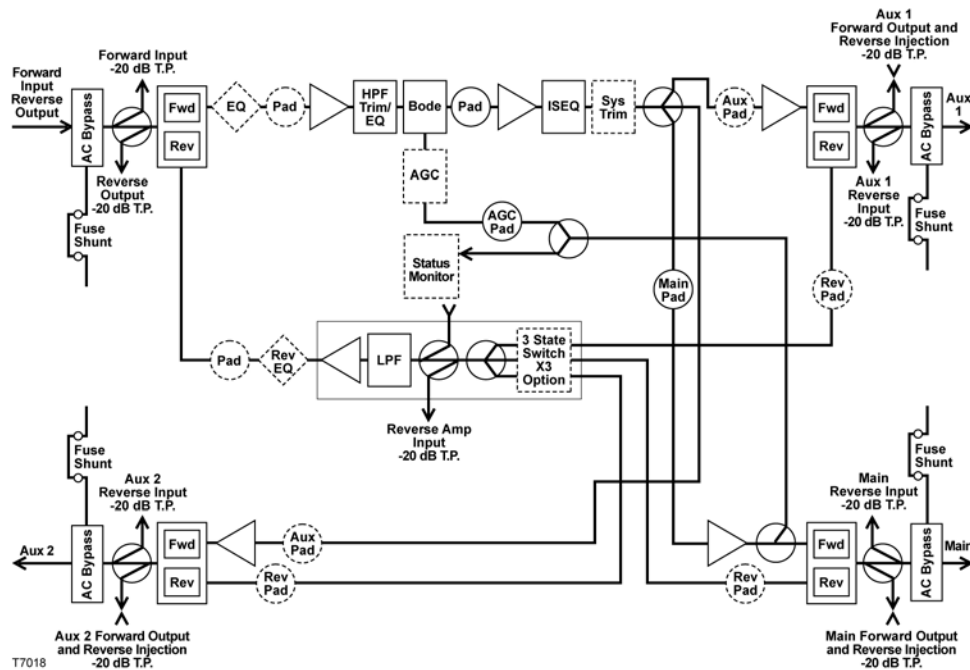 Forward
Input
Reverse
Output
AC Bypass
Fuse
Shunt
Forward Input
-20 dB T.P.
Reverse
Output
-20 dB T.P.
Fwd
Rev
EQ
Pad
HPF
Trim/
EQ
Bode
Pad
ISEQ
Sys
Trim
Aux
Pad
Fwd
Rev
Aux 1
Forward Output and
Reverse Injection
-20 dB T.P.
Aux 1
Reverse
Input
-20 dB T.P.
AC Bypass
Aux
1
Fuse
Shunt
AGC
AGC
Pad
Status
Monitor
Main
Pad
Rev
Pad
Pad
Rev
EQ
LPF
3 State
Switch
X3
Option
Reverse Amp
Input
-20 dB T.P.
Fuse
Shunt
Aux 2
Reverse Input
-20 dB T.P.
Aux 2
AC Bypass
Fwd
Rev
Aux
Pad
Rev
Pad
Aux 2 Forward Output
and Reverse Injection
-20 dB T.P.
Rev
Pad
Fwd
Rev
Main
Reverse Input
-20 dB T.P.
Fuse
Shunt
AC Bypass
Main
Main Forward Output
and Reverse Injection
-20 dB T.P.
T7018